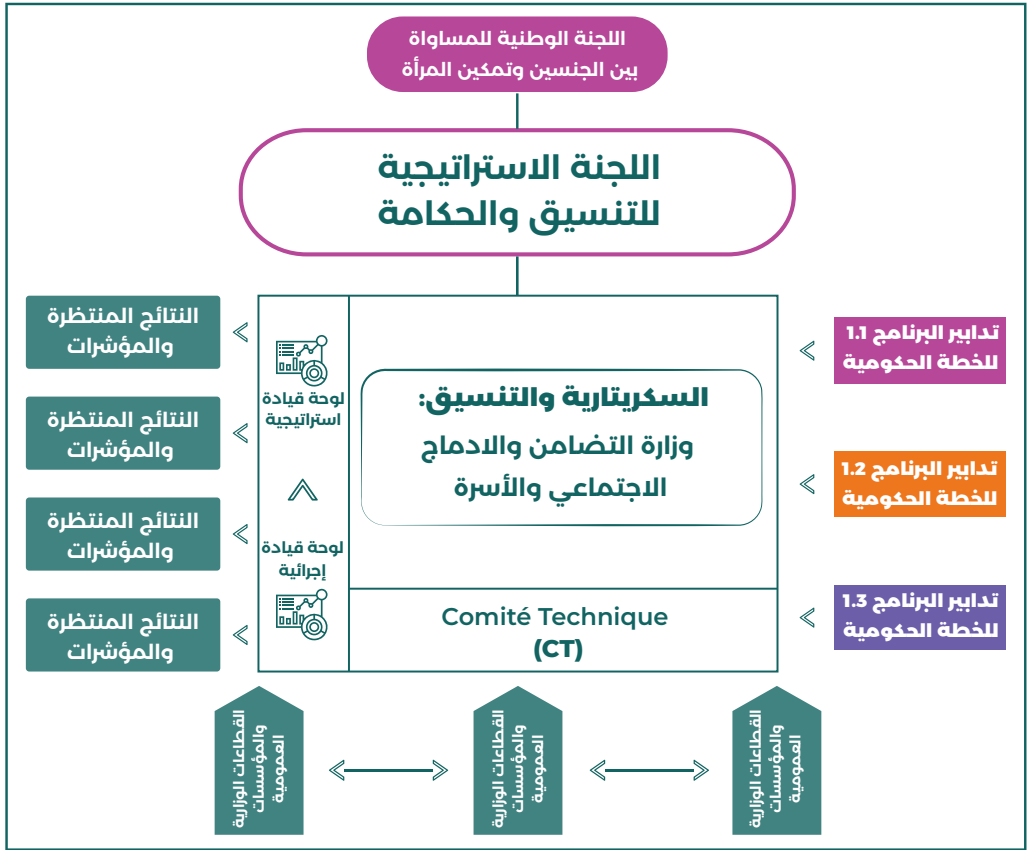 اللجنة الوطنية للمساواة
بين الجنسين وتمكين المرأة
اللجنة الاستراتيجية
للتنسيق والحكامة
تدابير البرنامج 1.1
للخطة الحكومية
تدابير البرنامج 1.2
للخطة الحكومية
تدابير البرنامج 1.3
للخطة الحكومية
السكريتارية والتنسيق:
وزارة التضامن والادماج
الاجتماعي والأسرة
Comité Technique
(CT)
لوحة قيادة
استراتيجية
لوحة قيادة
إجرائية
النتائج المنتظرة
والمؤشرات
النتائج المنتظرة
والمؤشرات
النتائج المنتظرة
والمؤشرات
النتائج المنتظرة
والمؤشرات
القطاعات الوزارية
والمؤسسات
العمومية
القطاعات الوزارية
والمؤسسات
العمومية
القطاعات الوزارية
والمؤسسات
العمومية